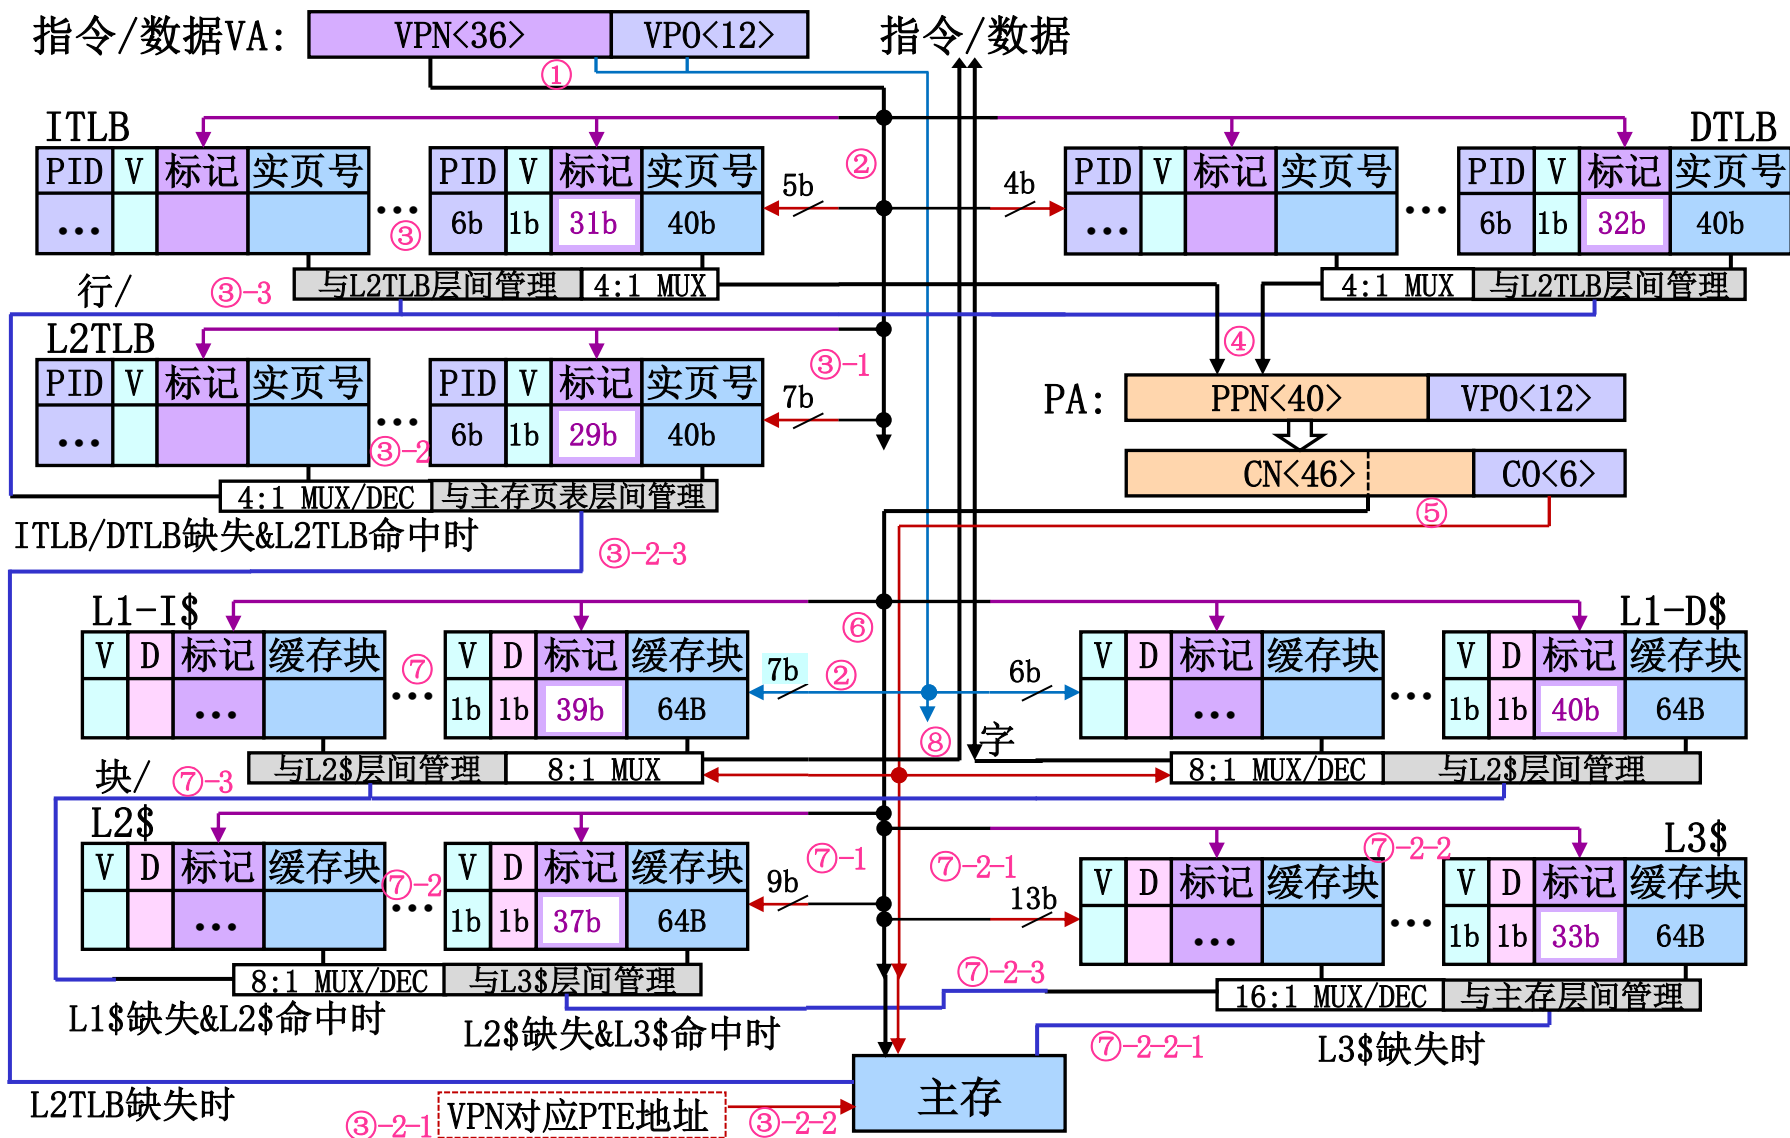 指令/数据VA: VPN<36> VPO<12> 指令/数据
①
ITLB DTLB
PID V 标记 实页号 PID V 标记 实页号 ② PID V 标记 实页号 PID V 标记 实页号
5b 4b
... ... 6b 1b 31b 40b ... ... 6b 1b 32b 40b
③
行/ ③-3 与L2TLB层间管理 4:1 MUX 4:1 MUX 与L2TLB层间管理
L2TLB ④
PID V 标记 实页号 PID V 标记 实页号 ③-1
7b PA: PPN<40> VPO<12>
... ... 6b 1b 29b 40b
③-2 CN<46> CO<6>
4:1 MUX/DEC 与主存页表层间管理 ⑤
ITLB/DTLB缺失&L2TLB命中时 ③-2-3
L1-I$ L1-D$
⑥
V D 标记 缓存块 ⑦ V D 标记 缓存块 7b ② 6b V D 标记 缓存块 V D 标记 缓存块
... ... 1b 1b 39b 64B ... ... 1b 1b 40b 64B
⑧ 字
块/ ⑦-3 与L2$层间管理 8:1 MUX 8:1 MUX/DEC 与L2$层间管理
L2$ L3$
⑦-1 ⑦-2-1 ⑦-2-2
V D 标记 缓存块 ⑦-2 V D 标记 缓存块 9b 13b V D 标记 缓存块 V D 标记 缓存块
... ... 1b 1b 37b 64B ... ... 1b 1b 33b 64B
8:1 MUX/DEC 与L3$层间管理 ⑦-2-3 16:1 MUX/DEC 与主存层间管理
L1$缺失&L2$命中时 L2$缺失&L3$命中时 ⑦-2-2-1 L3$缺失时
L2TLB缺失时 ③-2-1 VPN对应PTE地址 ③-2-2 主存